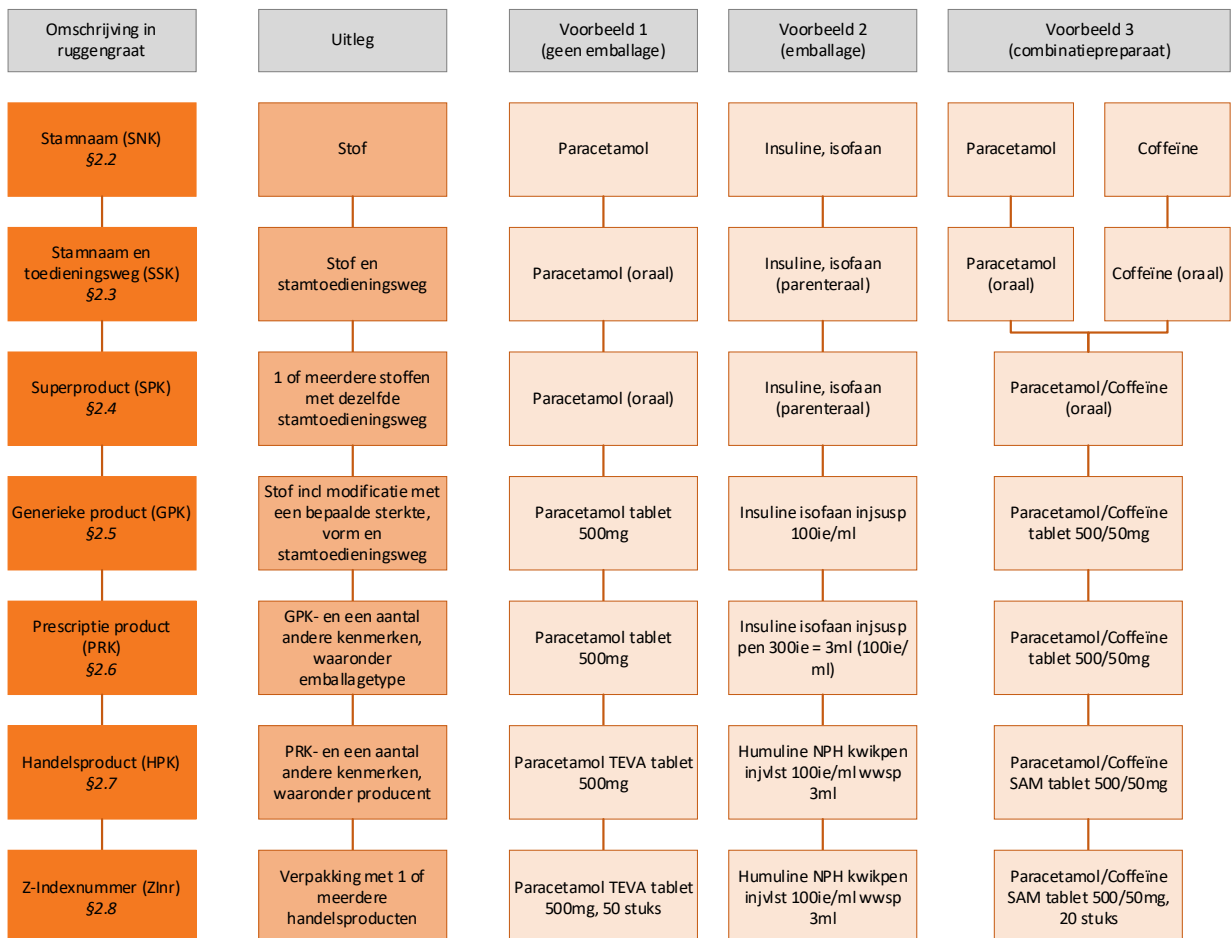 Omschrijving in
ruggengraat
Uitleg
Voorbeeld 1
(geen emballage)
Voorbeeld 2
(emballage)
Voorbeeld 3
(combinatiepreparaat)
Stamnaam (SNK)
§2.2
Stof
Paracetamol
Insuline, isofaan
Paracetamol
Coffeïne
Stamnaam en
toedieningsweg (SSK)
§2.3
Stof en
stamtoedieningsweg
Paracetamol (oraal)
Insuline, isofaan
(parenteraal)
Paracetamol
(oraal)
Coffeïne (oraal)
Superproduct (SPK)
§2.4
1 of meerdere stoffen
met dezelfde
stamtoedieningsweg
Paracetamol (oraal)
Insuline, isofaan
(parenteraal)
Paracetamol/Coffeïne
(oraal)
Generieke product (GPK)
§2.5
Stof incl modificatie met
een bepaalde sterkte,
vorm en
stamtoedieningsweg
Paracetamol tablet
500mg
Insuline isofaan injsusp
100ie/ml
Paracetamol/Coffeïne
tablet 500/50mg
Prescriptie product
(PRK)
§2.6
GPK- en een aantal
andere kenmerken,
waaronder
emballagetype
Paracetamol tablet
500mg
Insuline isofaan injsusp
pen 300ie = 3ml (100ie/
ml)
Paracetamol/Coffeïne
tablet 500/50mg
Handelsproduct (HPK)
§2.7
PRK- en een aantal
andere kenmerken,
waaronder producent
Paracetamol TEVA tablet
500mg
Humuline NPH kwikpen
injvlst 100ie/ml wwsp
3ml
Paracetamol/Coffeïne
SAM tablet 500/50mg
Z-Indexnummer (ZInr)
§2.8
Verpakking met 1 of
meerdere
handelsproducten
Paracetamol TEVA tablet
500mg, 50 stuks
Humuline NPH kwikpen
injvlst 100ie/ml wwsp
3ml
Paracetamol/Coffeïne
SAM tablet 500/50mg,
20 stuks